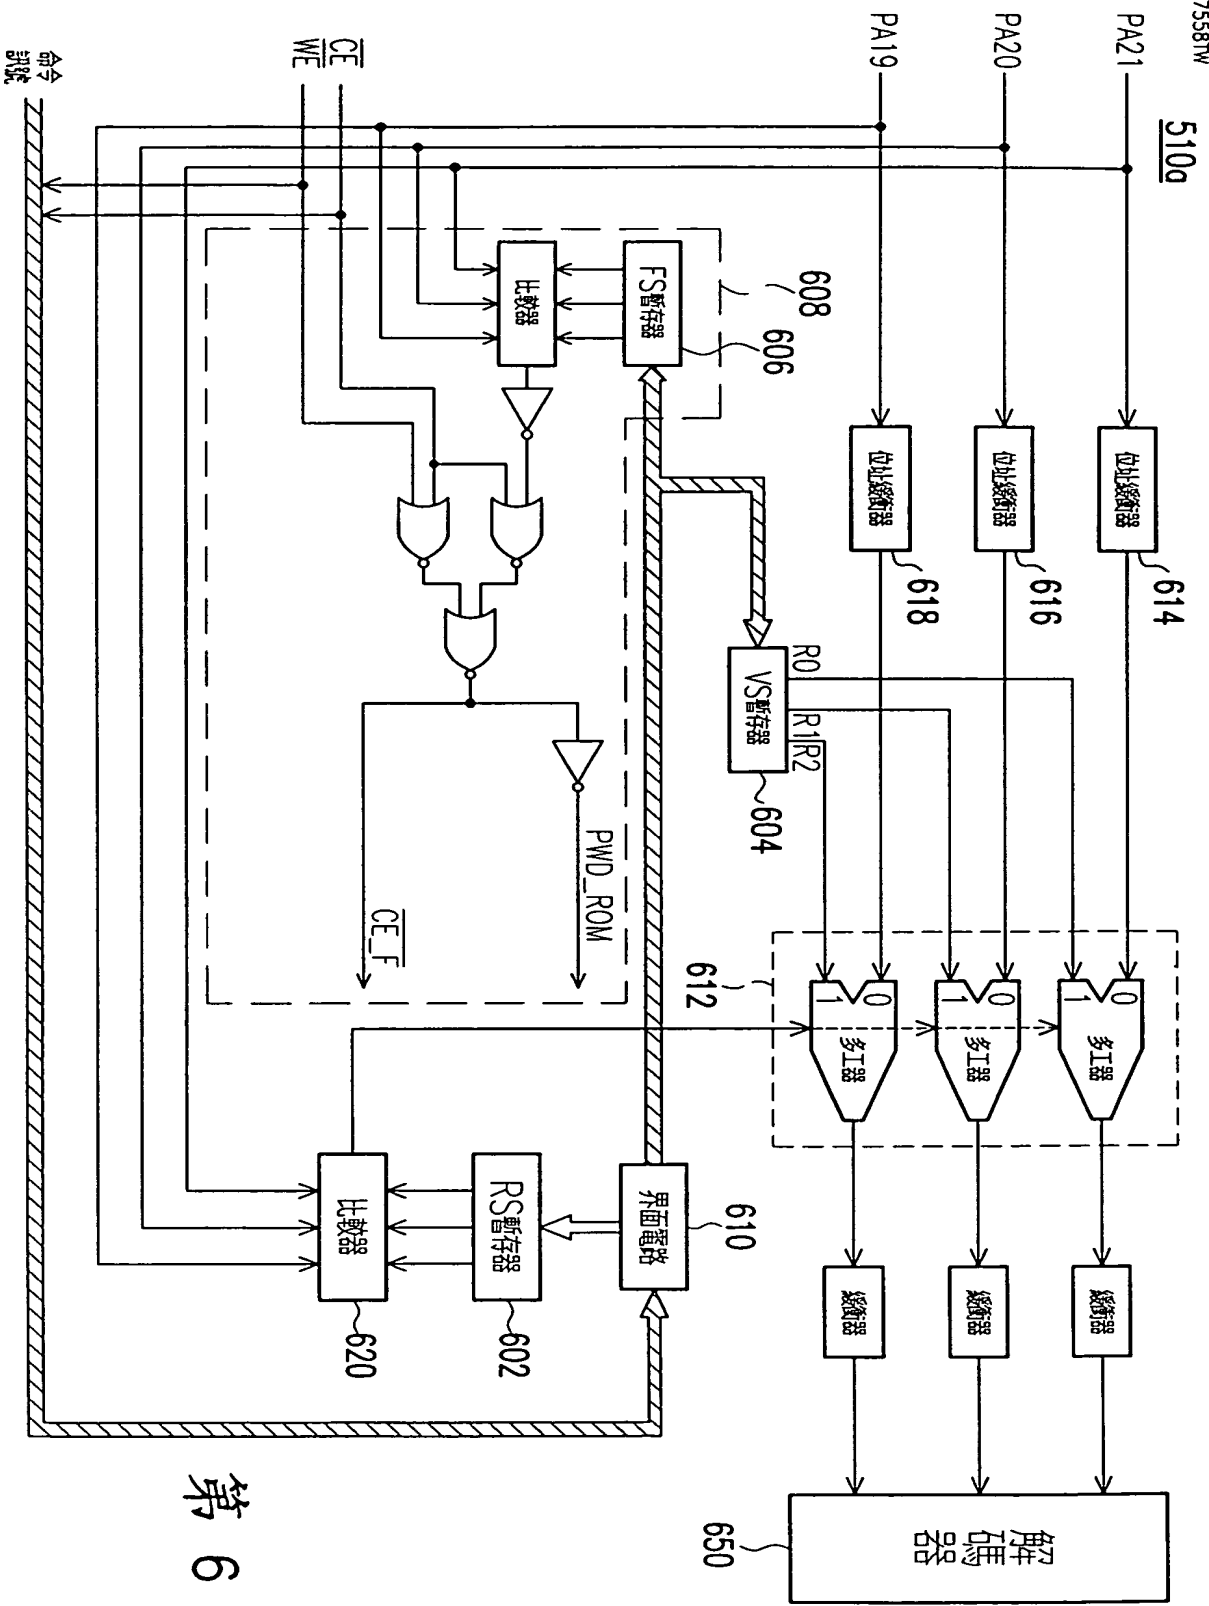 7558TW
510a
PA21
PA20
PA19
CE
WE
命令
訊號
位址緩衝器
614
位址緩衝器
616
位址緩衝器
618
608
FS暫存器
606
比較器
R0
R1
R2
VS暫存器
604
PWD_ROM
CE_F
612
0
1
多工器
0
1
多工器
0
1
多工器
界面電路
610
RS暫存器
602
比較器
620
緩衝器
緩衝器
緩衝器
解碼器
650
第 6